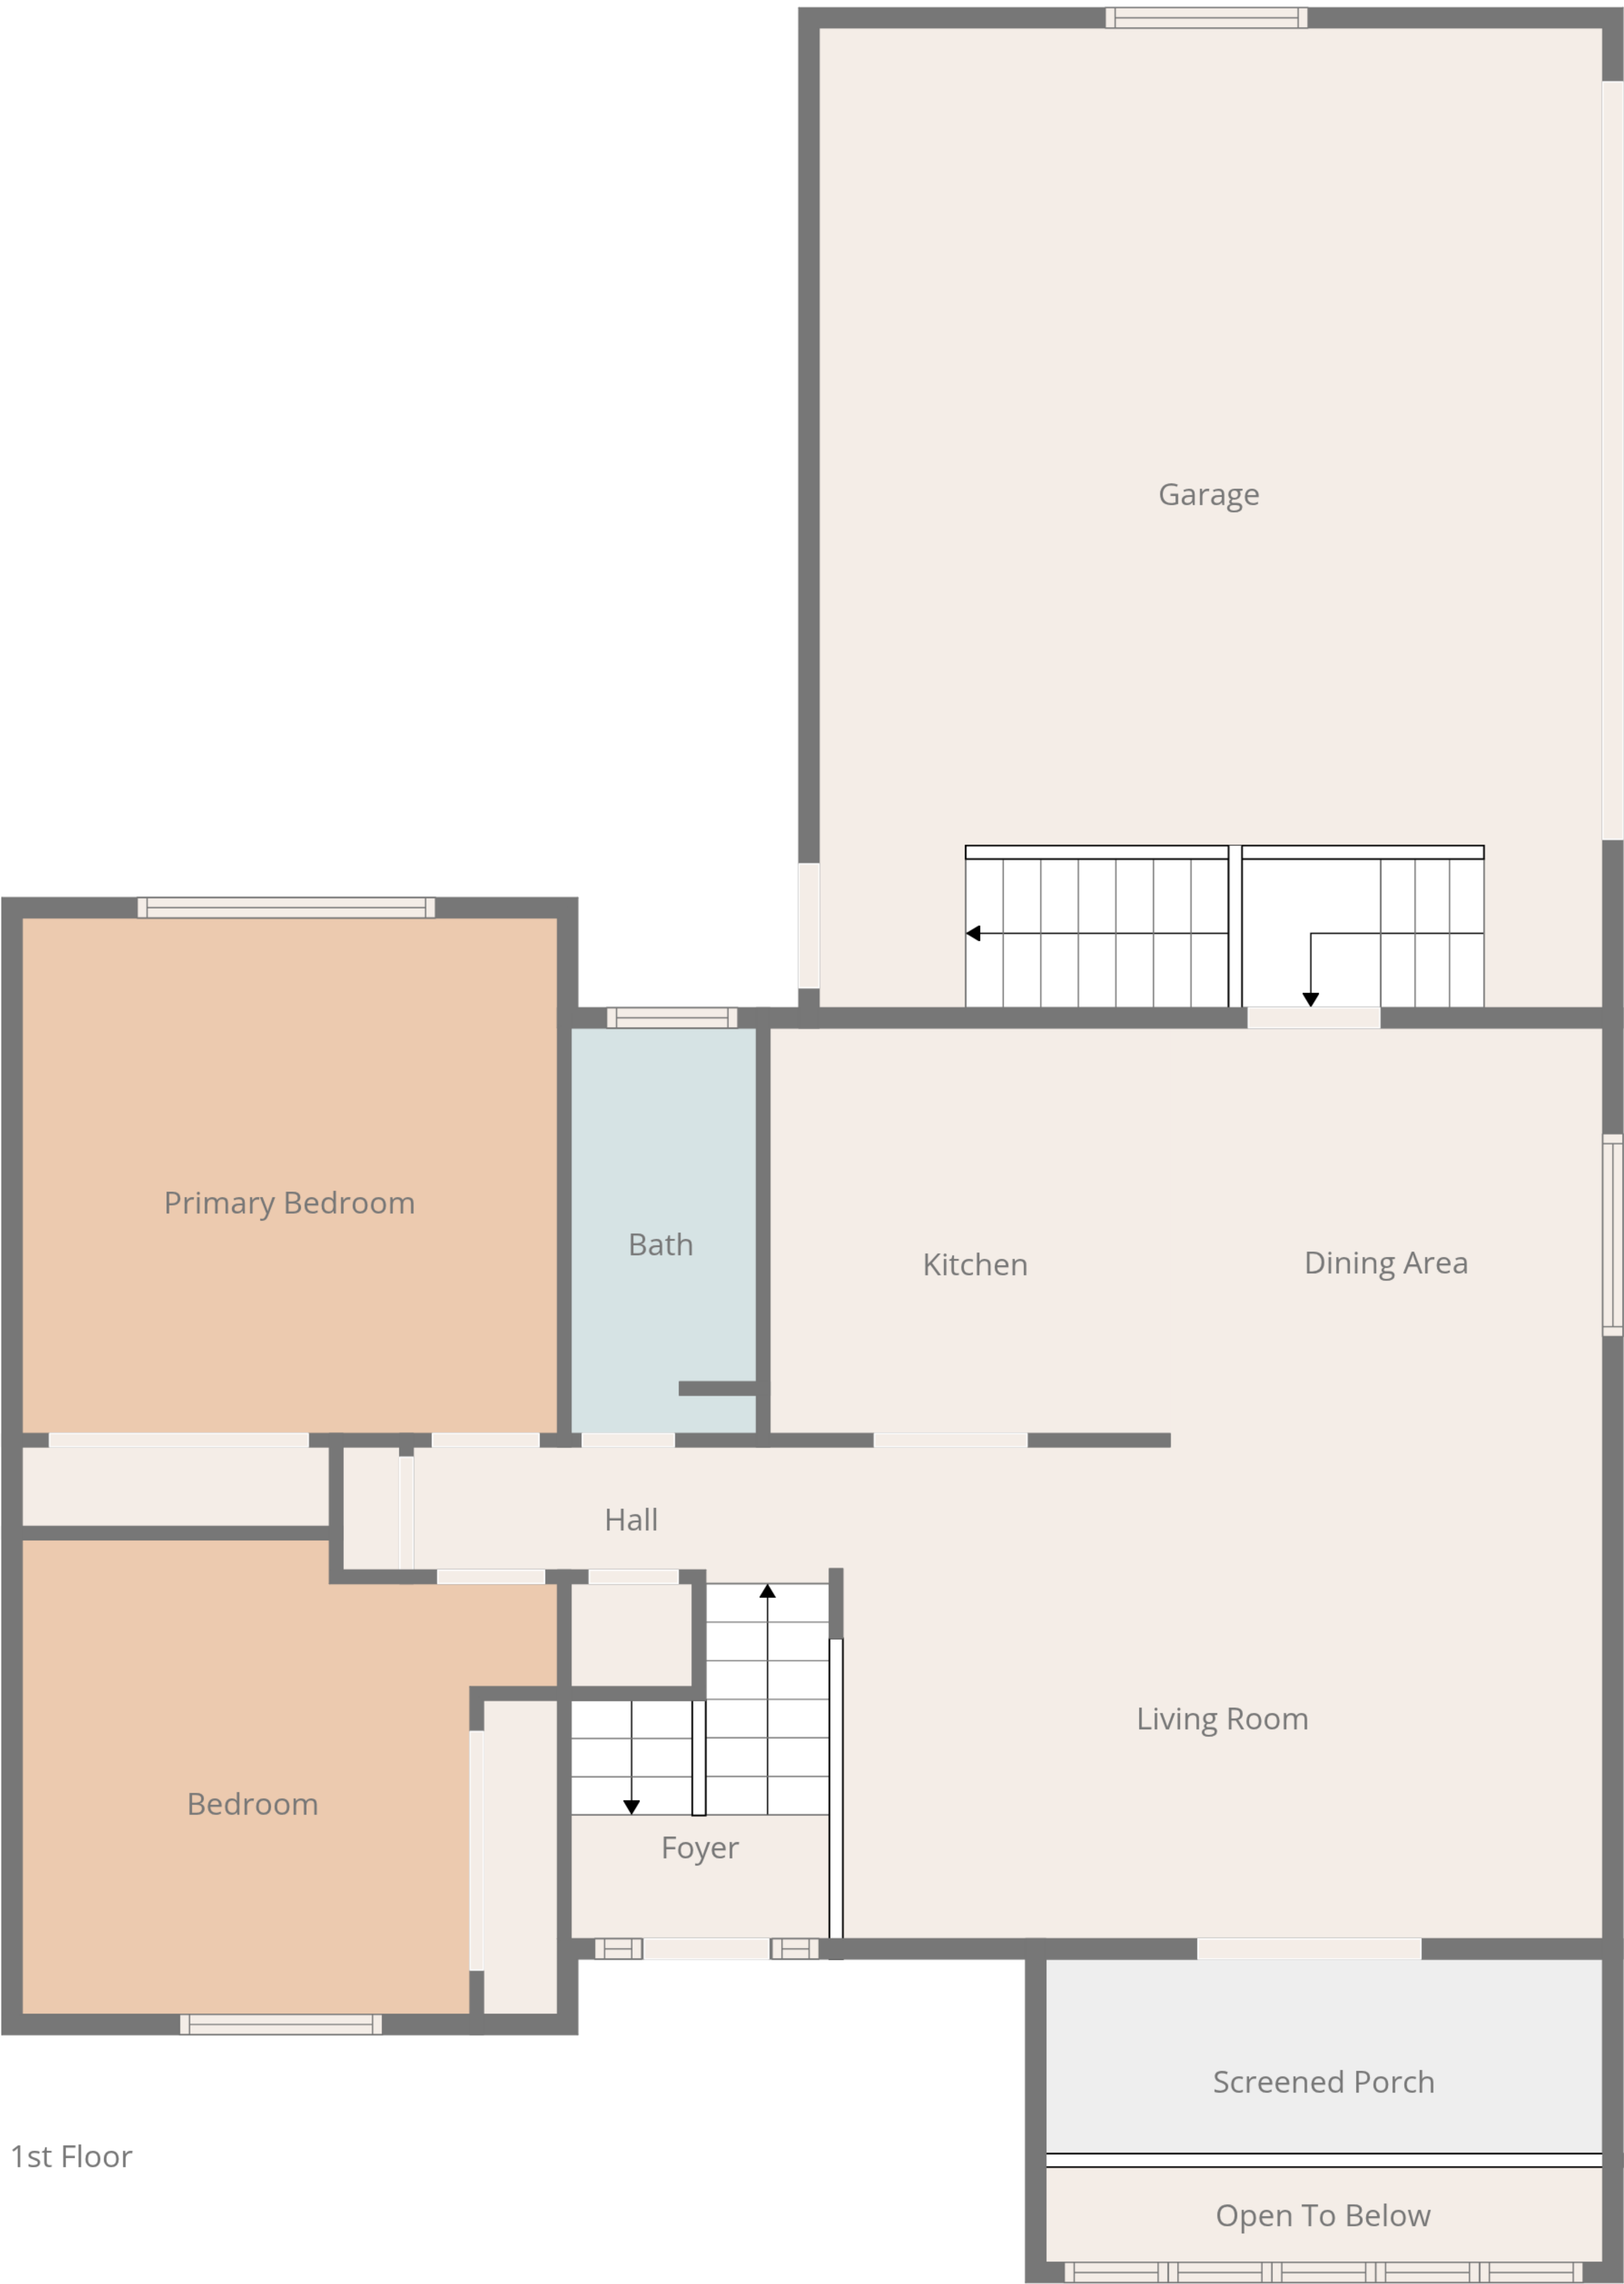 Garage
Primary Bedroom
Bath
Kitchen
Dining Area
Hall
Living Room
Bedroom
Foyer
Screened Porch
1st Floor
Open To Below